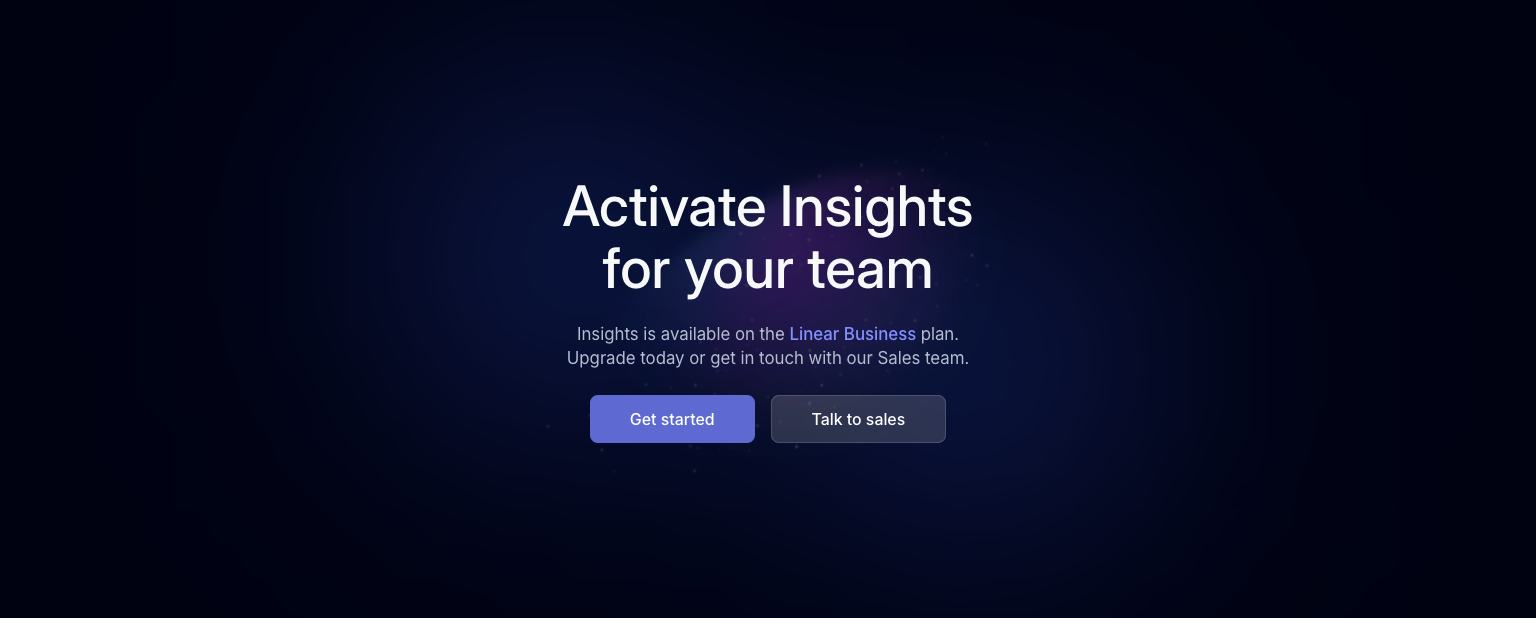 Activate Insights
for your team
Insights is available on the Linear Business plan.
Upgrade today or get in touch with our Sales team.
Get started
Talk to sales